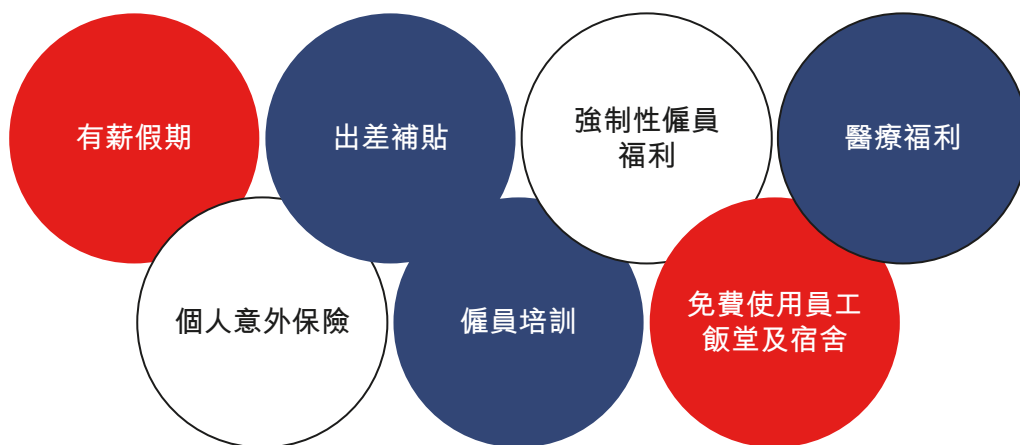 有薪假期
出差補貼
強制性僱員
福利
醫療福利
個人意外保險
僱員培訓
免費使用員工
飯堂及宿舍